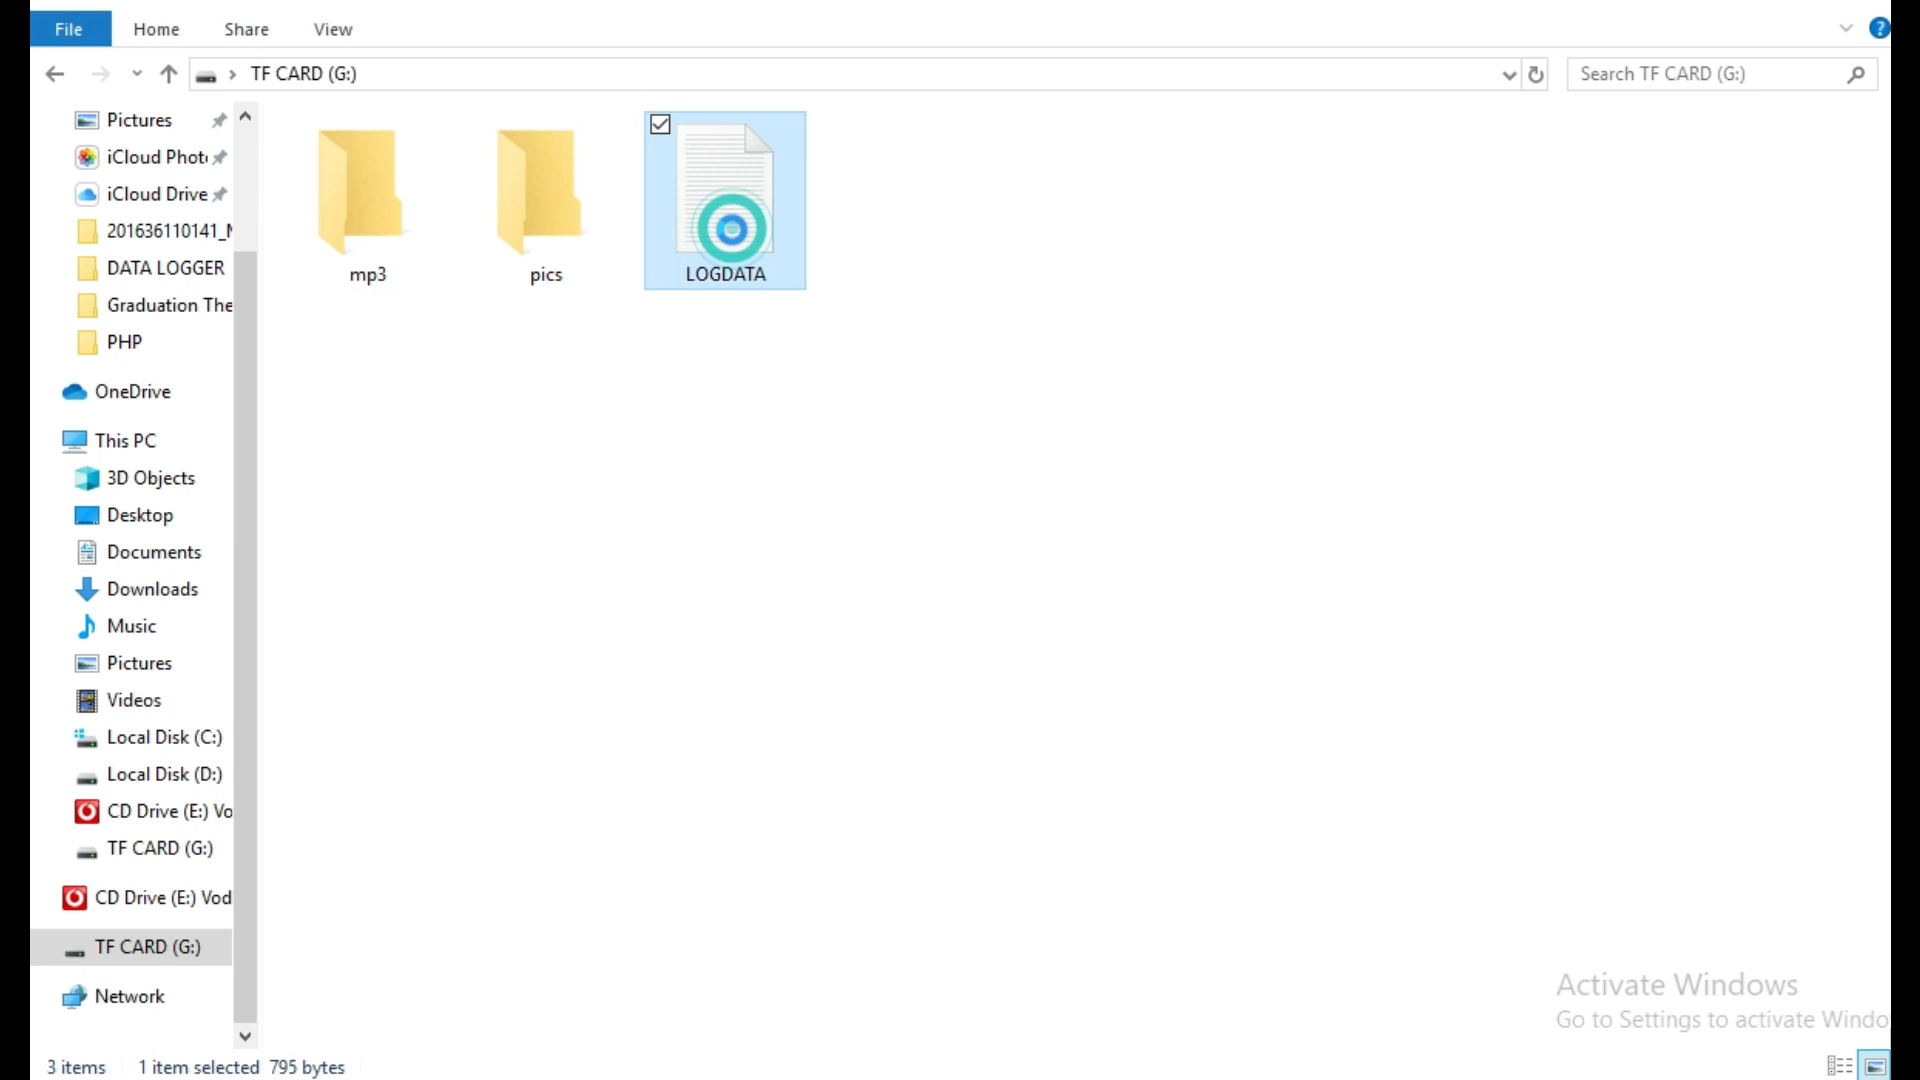 File Home Share View ?
TF CARD (G:) Search TF CARD (G:)
Pictures
iCloud Phot
iCloud Drive
201636110141_
DATA LOGGER
Graduation The
PHP
OneDrive
This PC
3D Objects
Desktop
Documents
Downloads
Music
Pictures
Videos
Local Disk (C:)
Local Disk (D:)
CD Drive (E:) Vo
TF CARD (G:)
CD Drive (E:) Vod
TF CARD (G:)
Network
mp3 pics LOGDATA
Activate Windows
Go to Settings to activate Windo
3 items 1 item selected 795 bytes